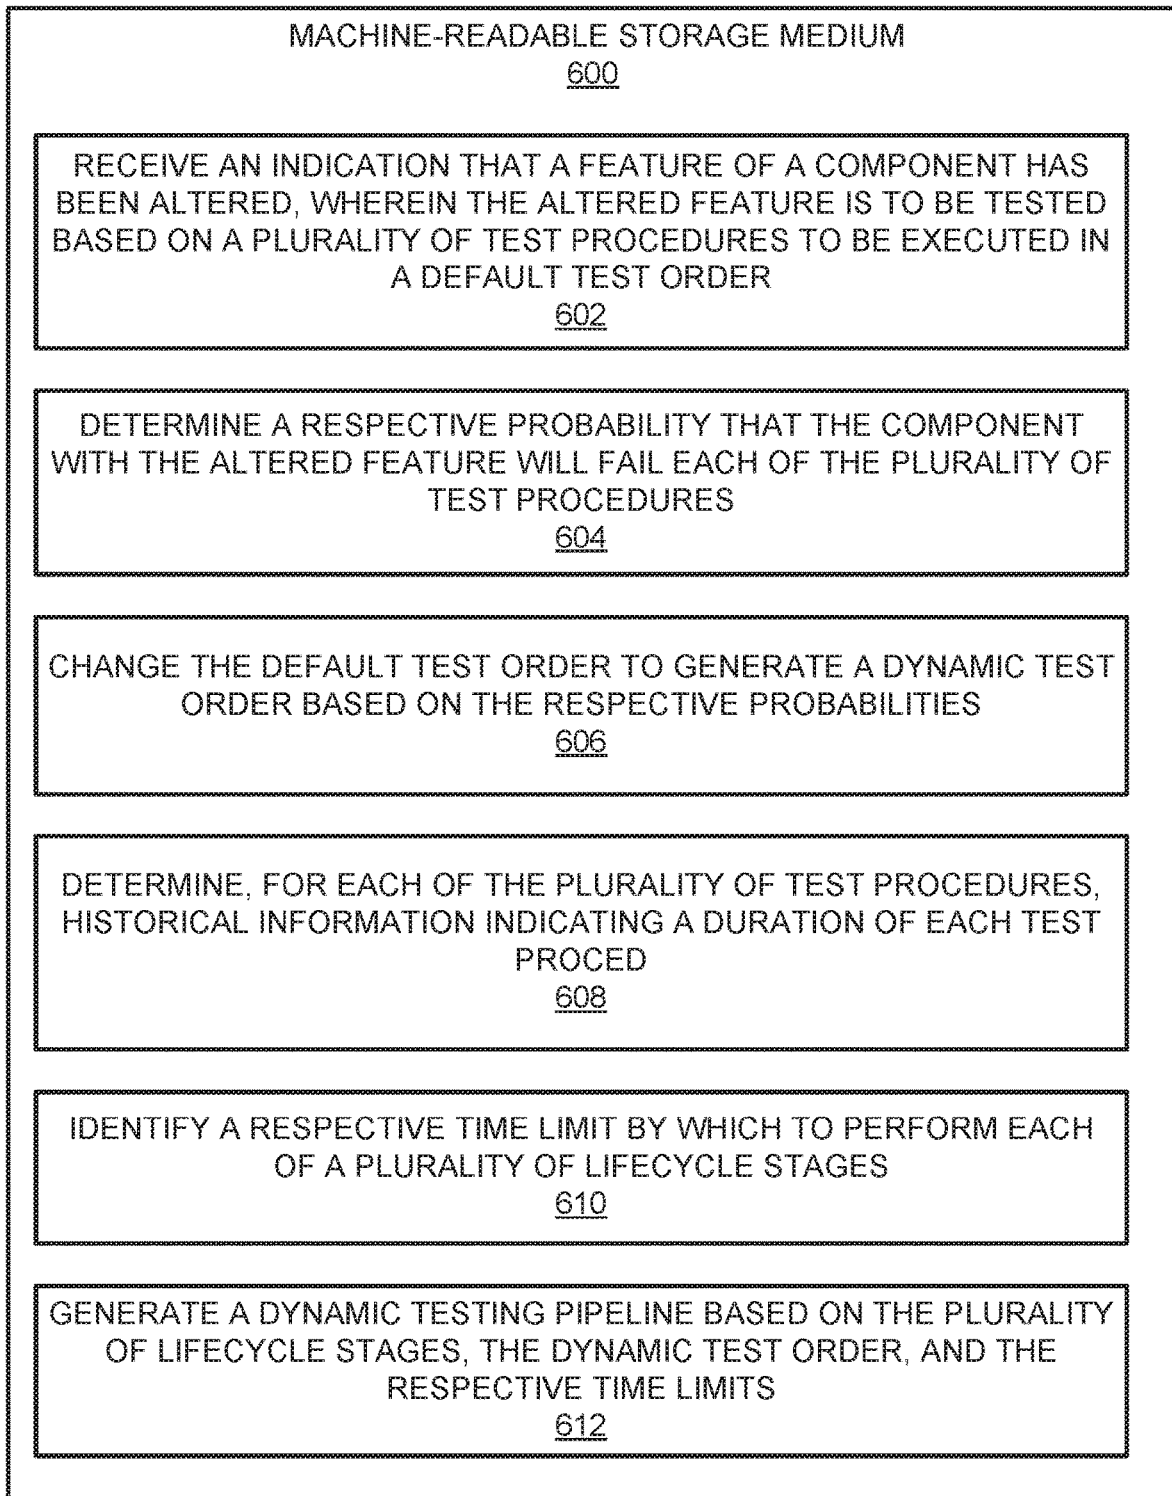 MACHINE-READABLE STORAGE MEDIUM
600
RECEIVE AN INDICATION THAT A FEATURE OF A COMPONENT HAS
BEEN ALTERED, WHEREIN THE ALTERED FEATURE IS TO BE TESTED
BASED ON A PLURALITY OF TEST PROCEDURES TO BE EXECUTED IN
A DEFAULT TEST ORDER
602
DETERMINE A RESPECTIVE PROBABILITY THAT THE COMPONENT
WITH THE ALTERED FEATURE WILL FAIL EACH OF THE PLURALITY OF
TEST PROCEDURES
604
CHANGE THE DEFAULT TEST ORDER TO GENERATE A DYNAMIC TEST
ORDER BASED ON THE RESPECTIVE PROBABILITIES
606
DETERMINE, FOR EACH OF THE PLURALITY OF TEST PROCEDURES,
HISTORICAL INFORMATION INDICATING A DURATION OF EACH TEST
PROCED
608
IDENTIFY A RESPECTIVE TIME LIMIT BY WHICH TO PERFORM EACH
OF A PLURALITY OF LIFECYCLE STAGES
610
GENERATE A DYNAMIC TESTING PIPELINE BASED ON THE PLURALITY
OF LIFECYCLE STAGES, THE DYNAMIC TEST ORDER, AND THE
RESPECTIVE TIME LIMITS
612